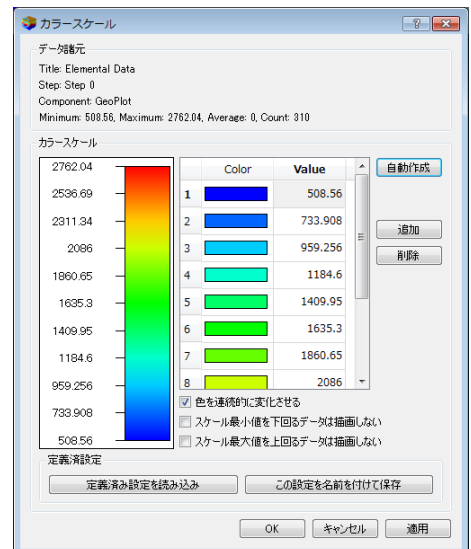 カラースケール
データ諸元
Title: Elemental Data
Step: Step 0
Component: GeoPlot
Minimum: 508.56, Maximum: 2762.04, Average: 0, Count: 310
カラースケール
2762.04
2536.69
2311.34
2086
1860.65
1635.3
1409.95
1184.6
959.256
733.908
508.56
Color Value
1 508.56
2 733.908
3 959.256
4 1184.6
5 1409.95
6 1635.3
7 1860.65
8 2086
自動作成
追加
削除
色を連続的に変化させる
スケール最小値を下回るデータは描画しない
スケール最大値を上回るデータは描画しない
定義済設定
定義済み設定を読み込み
この設定を名前を付けて保存
OK
キャンセル
適用